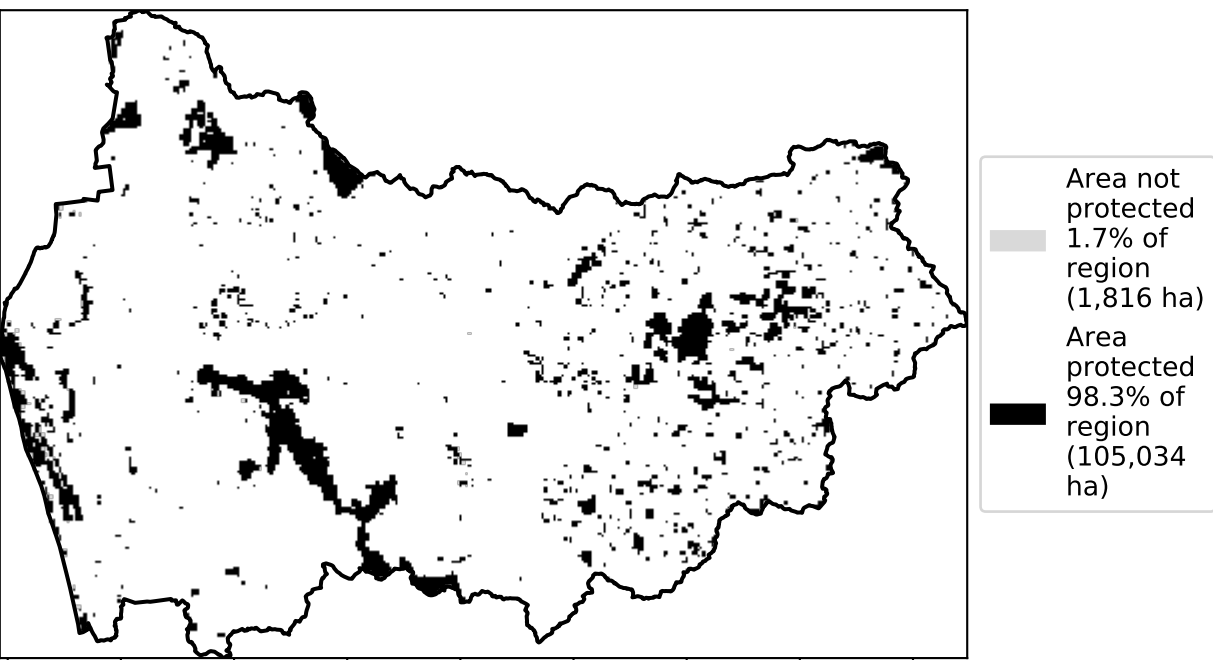 Area not
protected
1.7% of
region
(1,816 ha)
Area
protected
98.3% of
region
(105,034
ha)